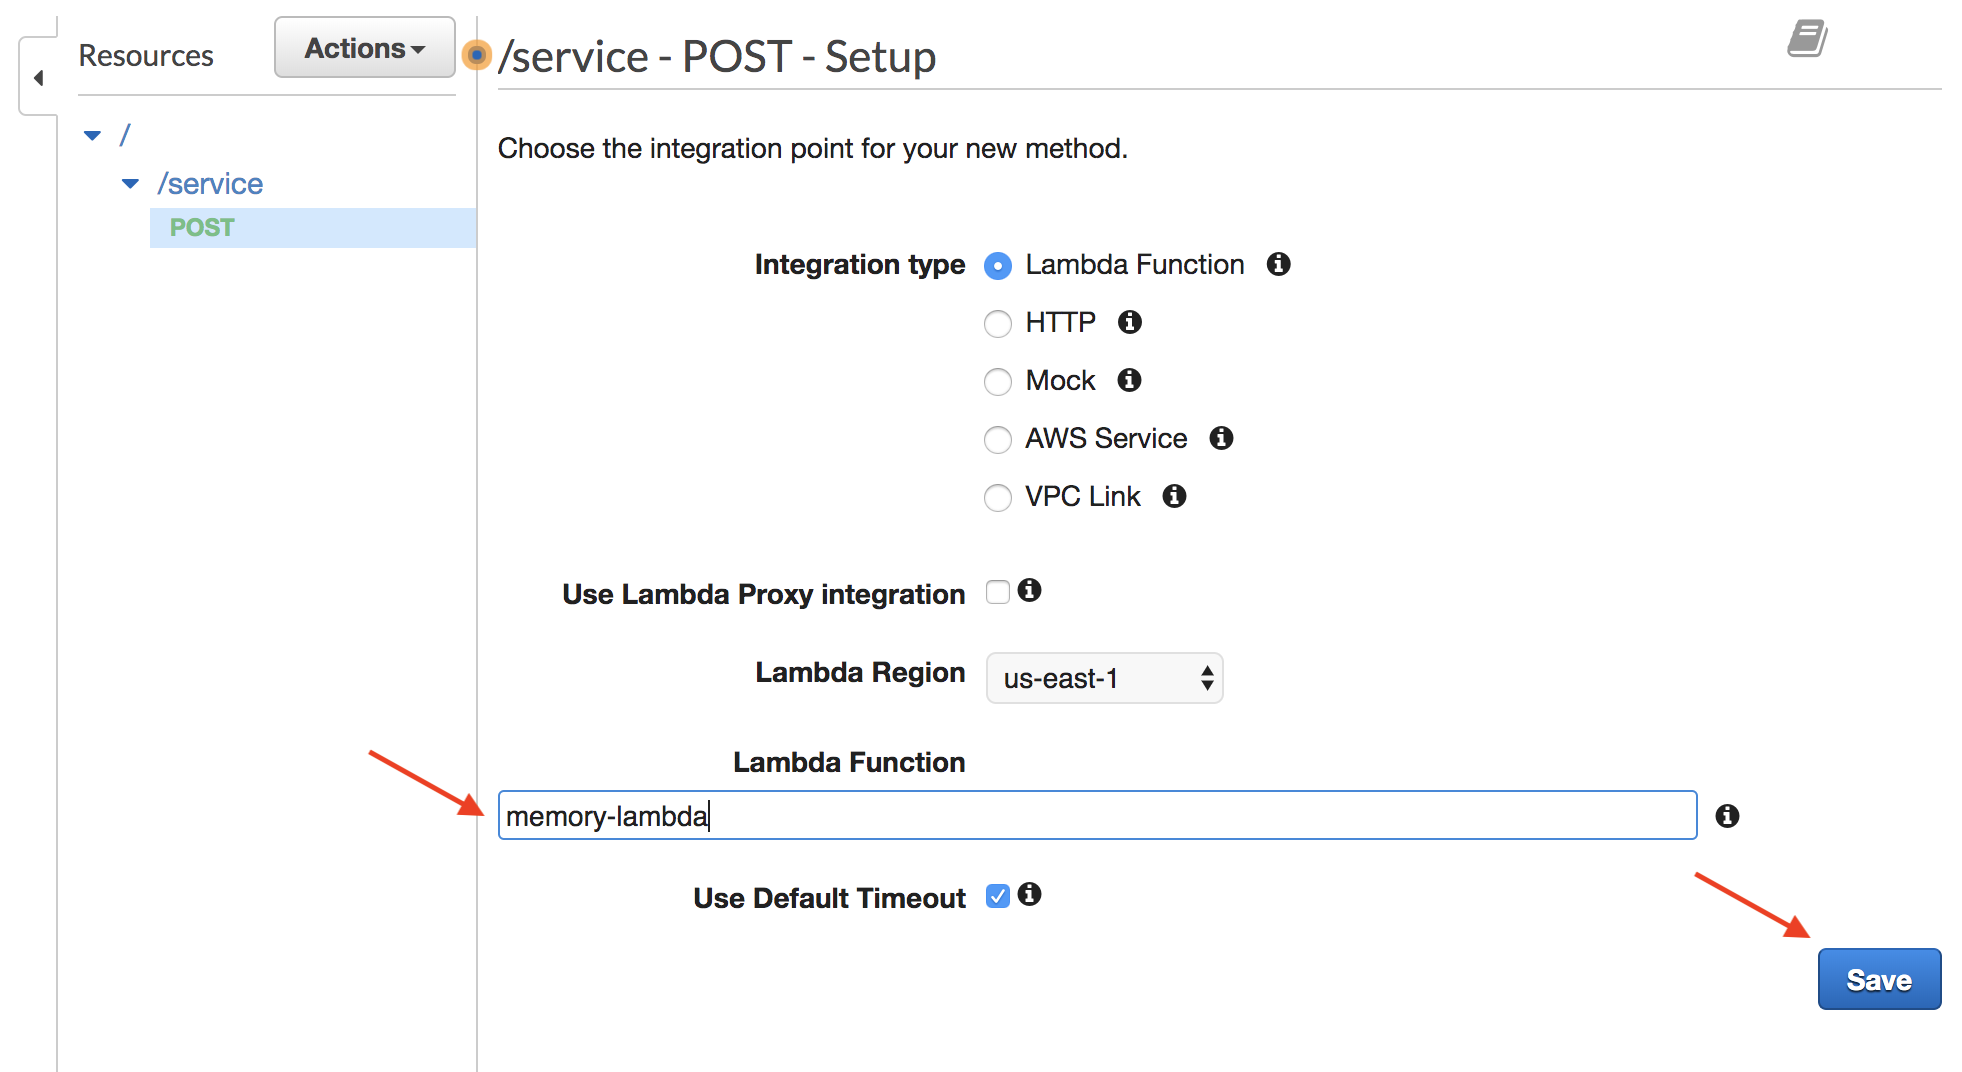 Resources
Actions
/service - POST - Setup
/
/service
POST
Choose the integration point for your new method.
Integration type
Lambda Function
HTTP
Mock
AWS Service
VPC Link
Use Lambda Proxy integration
Lambda Region
us-east-1
Lambda Function
memory-lambda
Use Default Timeout
Save